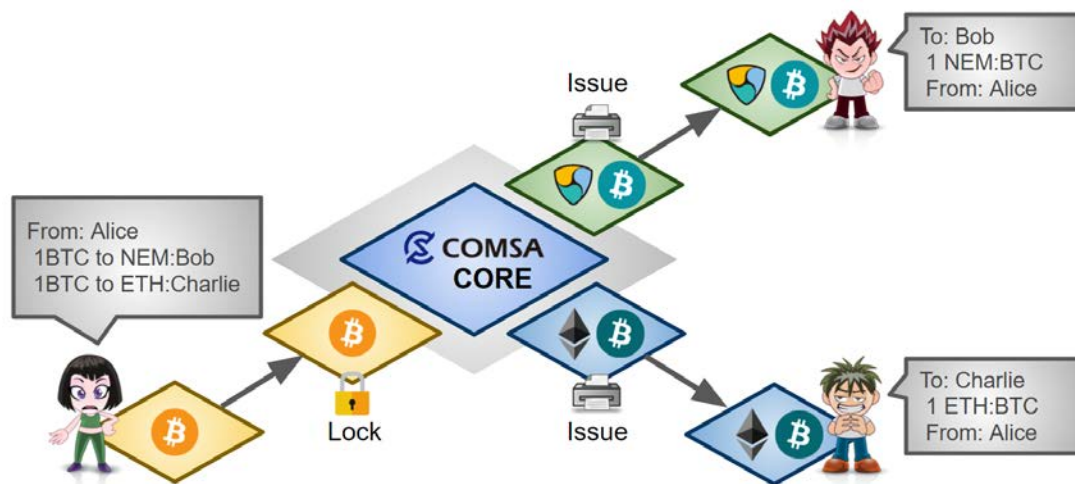 To: Bob
1 NEM:BTC
From: Alice
Issue
COMSA
CORE
From: Alice
1BTC to NEM:Bob
1BTC to ETH:Charlie
Lock
Issue
To: Charlie
1 ETH:BTC
From: Alice